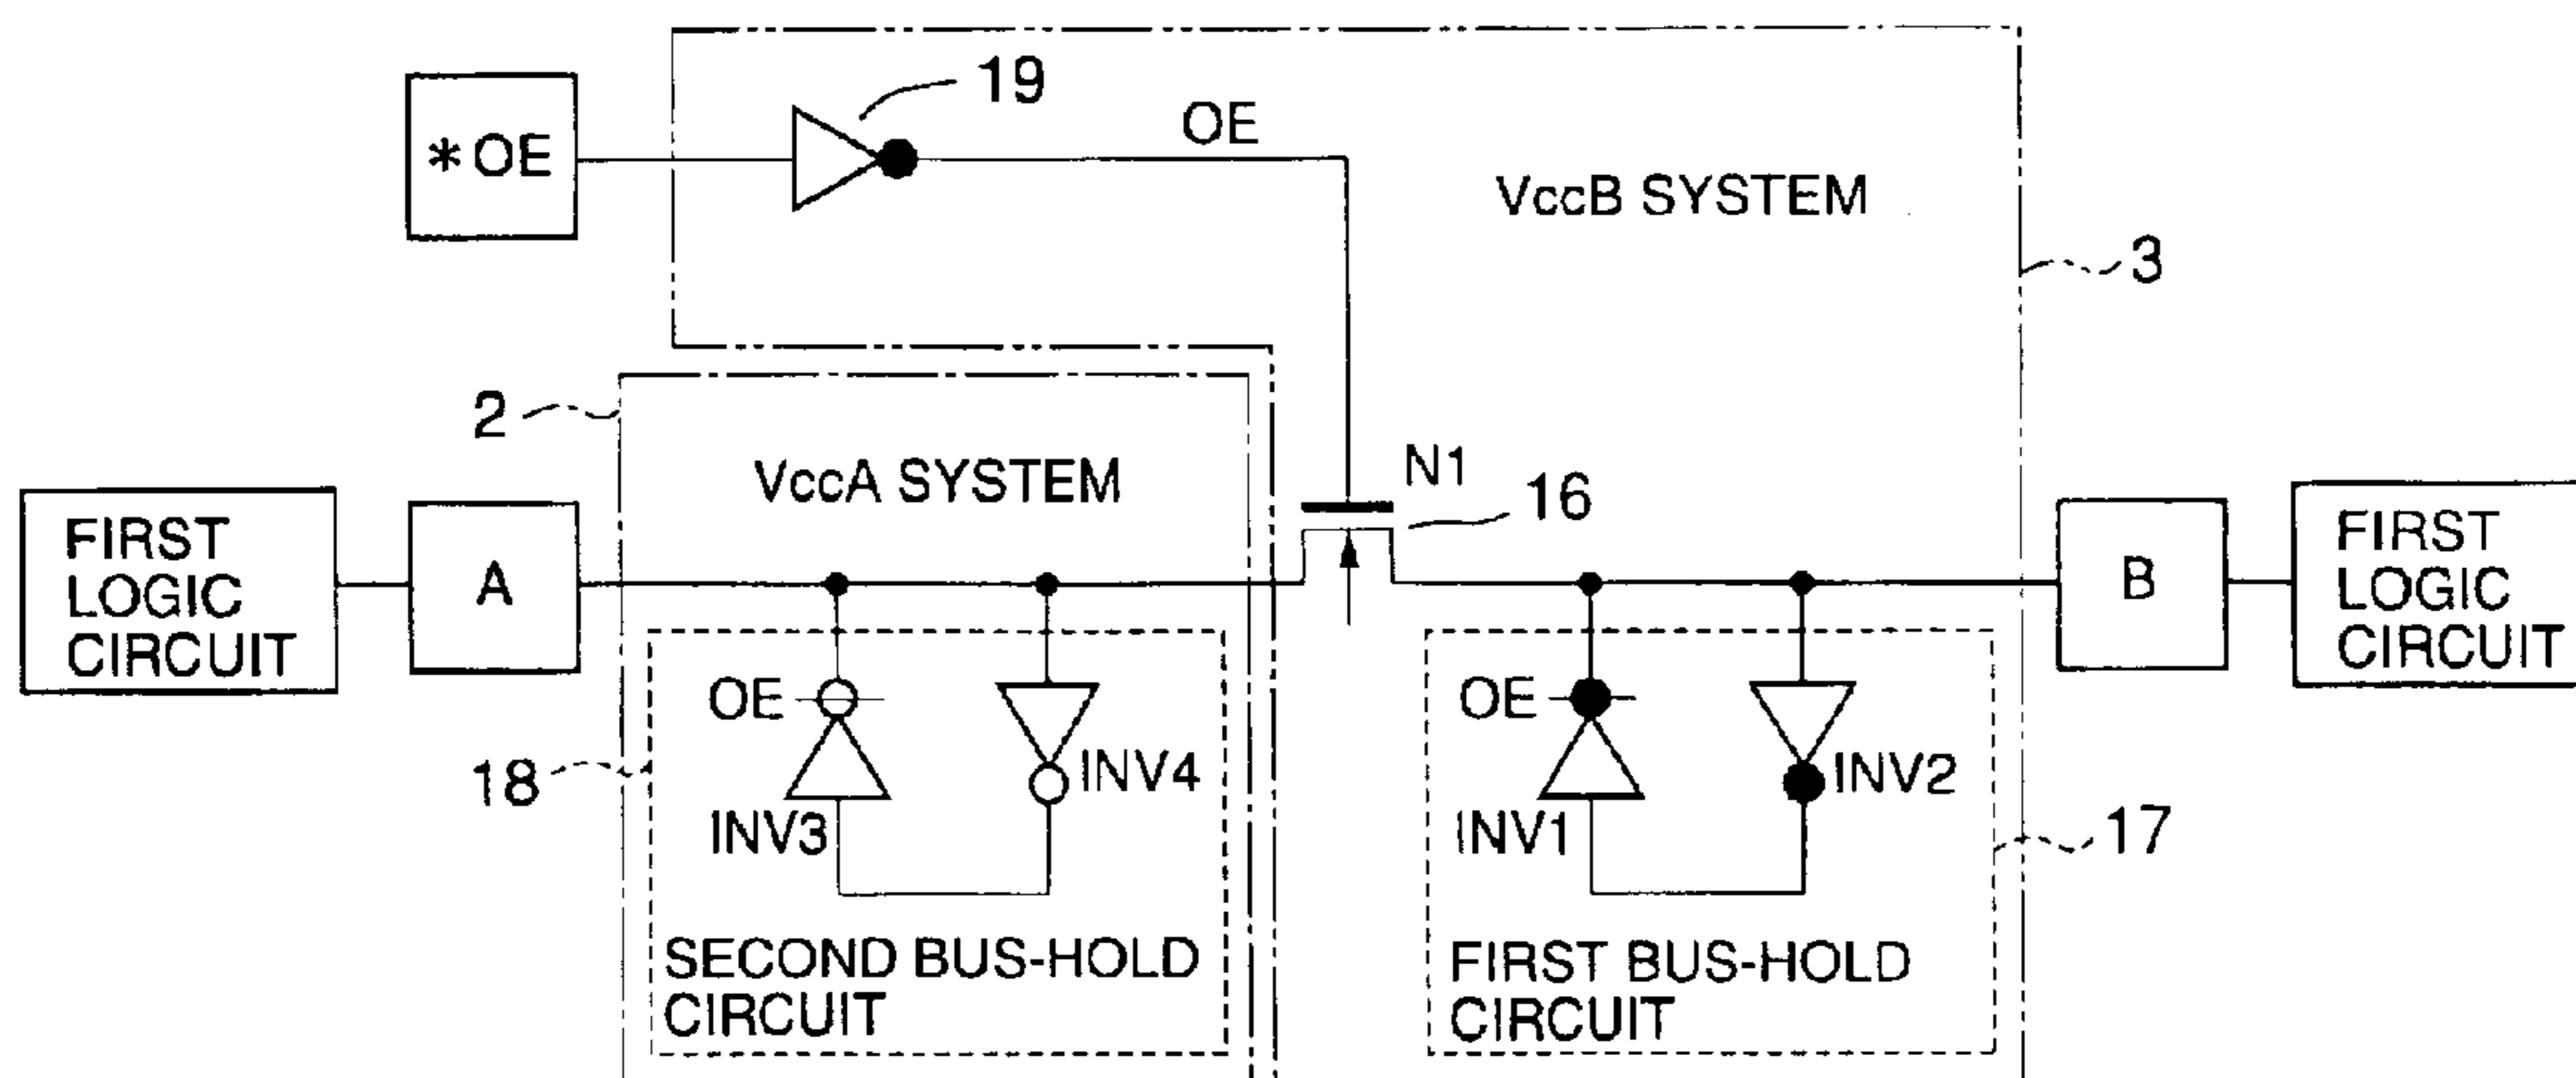 19
*OE
OE
VccB SYSTEM
3
2
VccA SYSTEM
N1
16
FIRST
LOGIC
CIRCUIT
A
B
FIRST
LOGIC
CIRCUIT
OE
INV4
INV3
18
OE
INV2
INV1
17
SECOND BUS-HOLD
CIRCUIT
FIRST BUS-HOLD
CIRCUIT